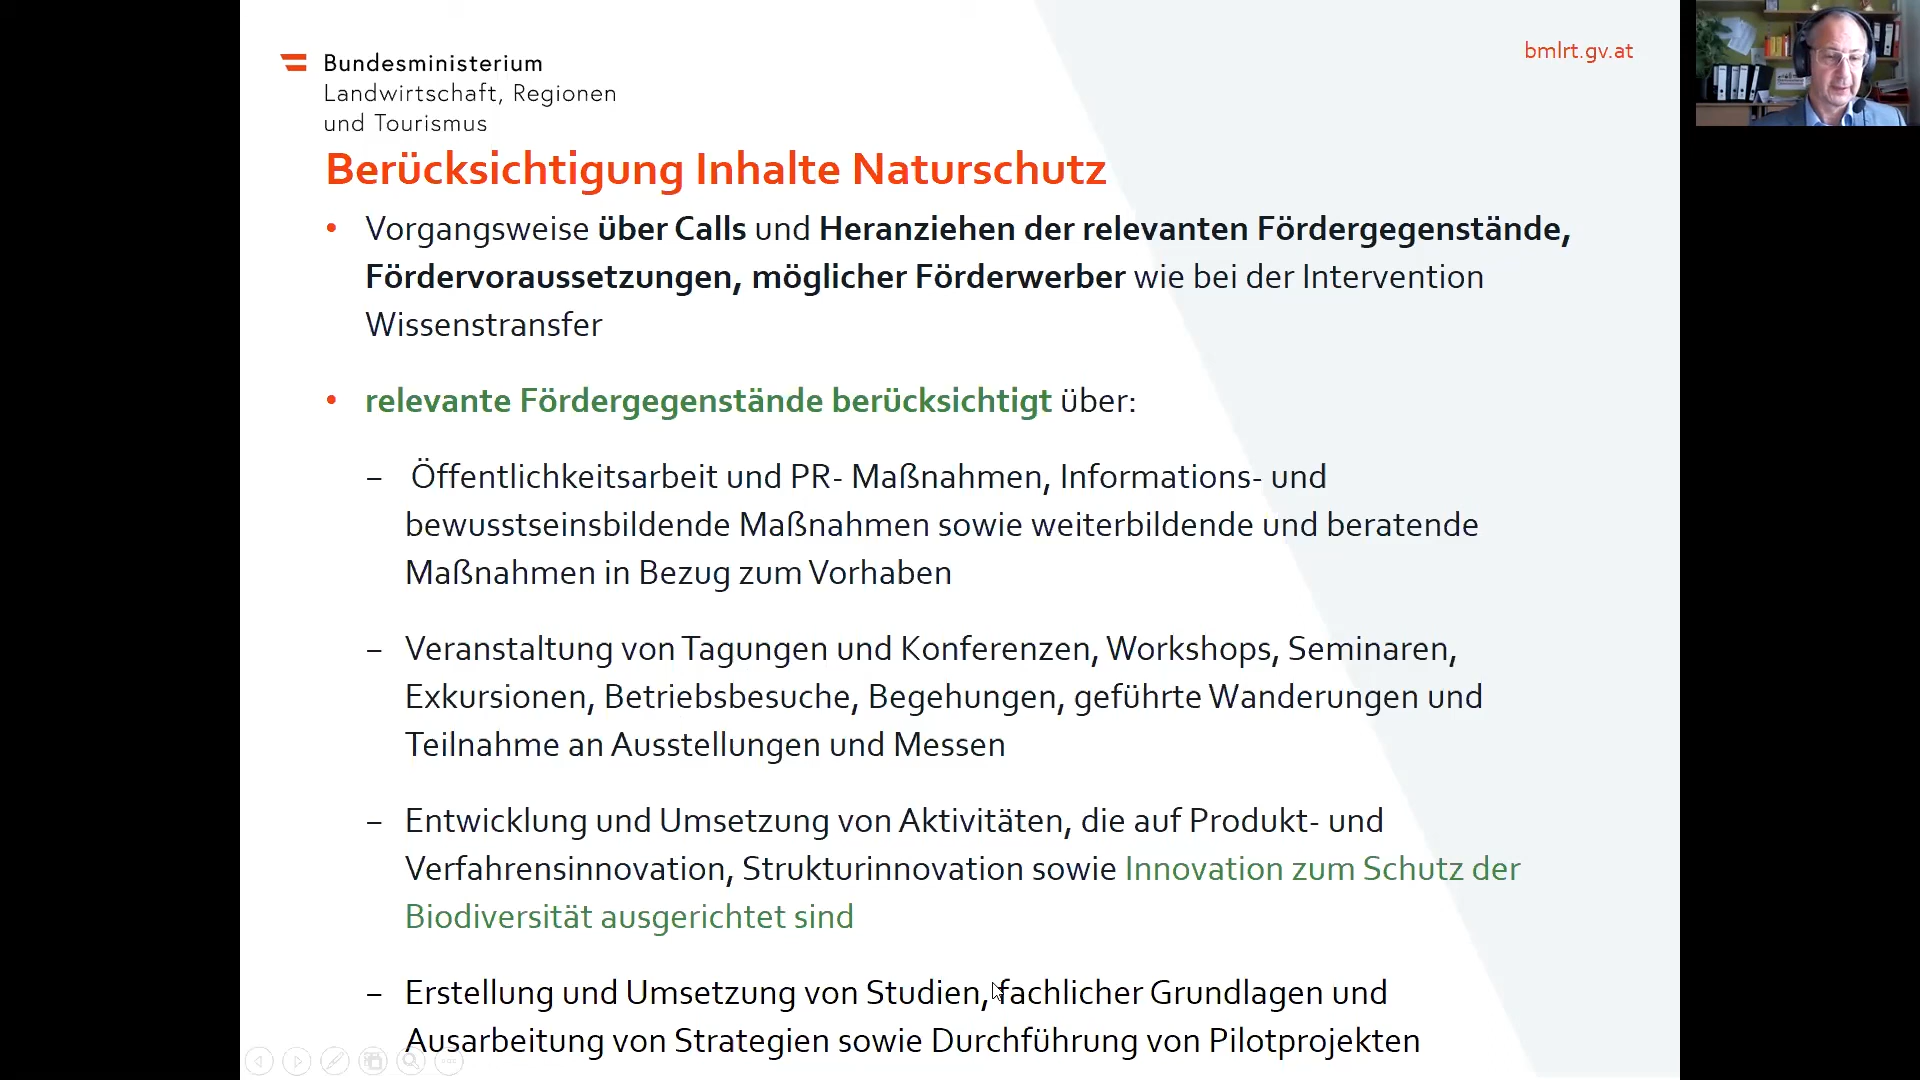 Bundesministerium
Landwirtschaft, Regionen
und Tourismus
bmlrt.gv.at
Berücksichtigung Inhalte Naturschutz
• Vorgangsweise über Calls und Heranziehen der relevanten Fördergegenstände,
Fördervoraussetzungen, möglicher Förderwerber wie bei der Intervention
Wissenstransfer
• relevante Fördergegenstände berücksichtigt über:
– Öffentlichkeitsarbeit und PR- Maßnahmen, Informations- und
bewusstseinsbildende Maßnahmen sowie weiterbildende und beratende
Maßnahmen in Bezug zum Vorhaben
– Veranstaltung von Tagungen und Konferenzen, Workshops, Seminaren,
Exkursionen, Betriebsbesuche, Begehungen, geführte Wanderungen und
Teilnahme an Ausstellungen und Messen
– Entwicklung und Umsetzung von Aktivitäten, die auf Produkt- und
Verfahrensinnovation, Strukturinnovation sowie Innovation zum Schutz der
Biodiversität ausgerichtet sind
– Erstellung und Umsetzung von Studien, fachlicher Grundlagen und
Ausarbeitung von Strategien sowie Durchführung von Pilotprojekten